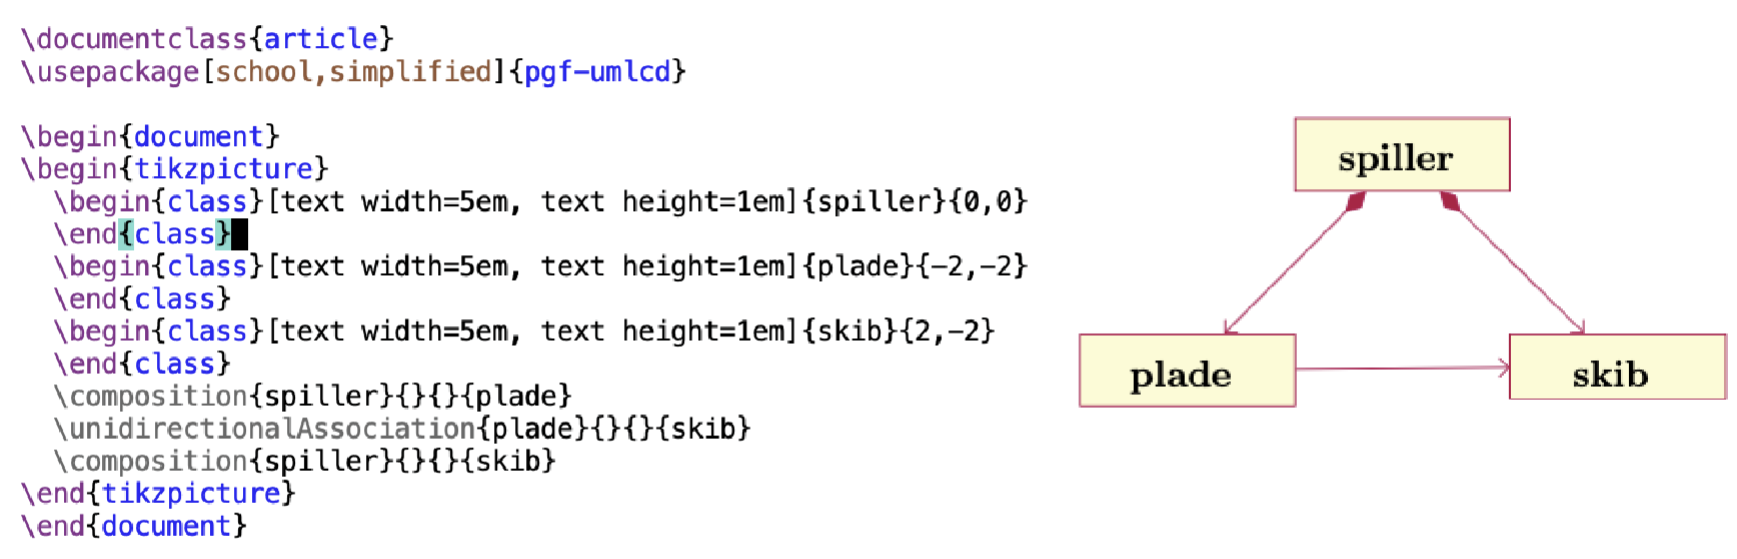 \documentclass{article}
\usepackage[school,simplified]{pgf-umlcd}

\begin{document}
\begin{tikzpicture}
  \begin{class}[text width=5em, text height=1em]{spiller}{0,0}
  \end{class}
  \begin{class}[text width=5em, text height=1em]{plade}{-2,-2}
  \end{class}
  \begin{class}[text width=5em, text height=1em]{skib}{2,-2}
  \end{class}
  \composition{spiller}{}{}{plade}
  \unidirectionalAssociation{plade}{}{}{skib}
  \composition{spiller}{}{}{skib}
\end{tikzpicture}
\end{document}
spiller
plade
skib